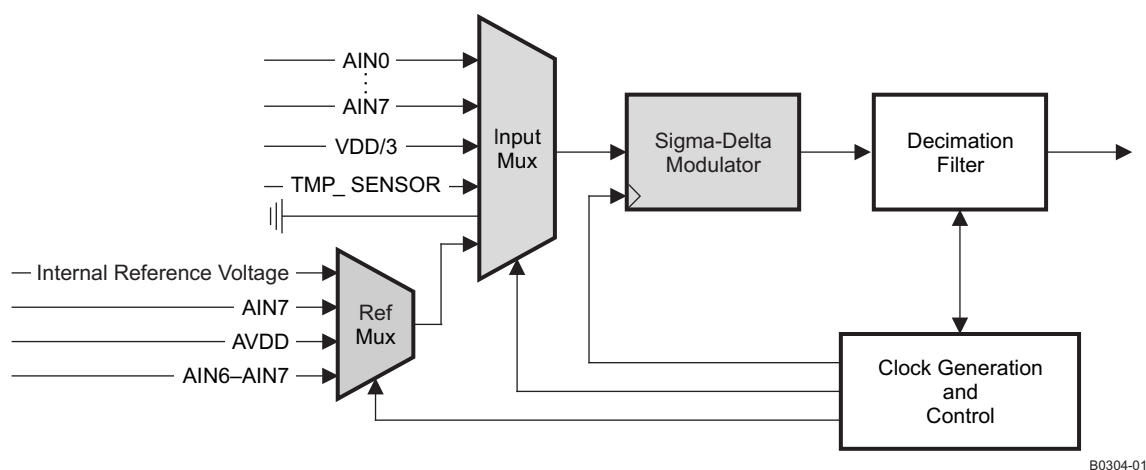 AIN0
AIN7
VDD/3
TMP_ SENSOR
Input
Mux
Sigma-Delta
Modulator
Decimation
Filter
Internal Reference Voltage
AIN7
AVDD
AIN6–AIN7
Ref
Mux
Clock Generation
and
Control
B0304-01